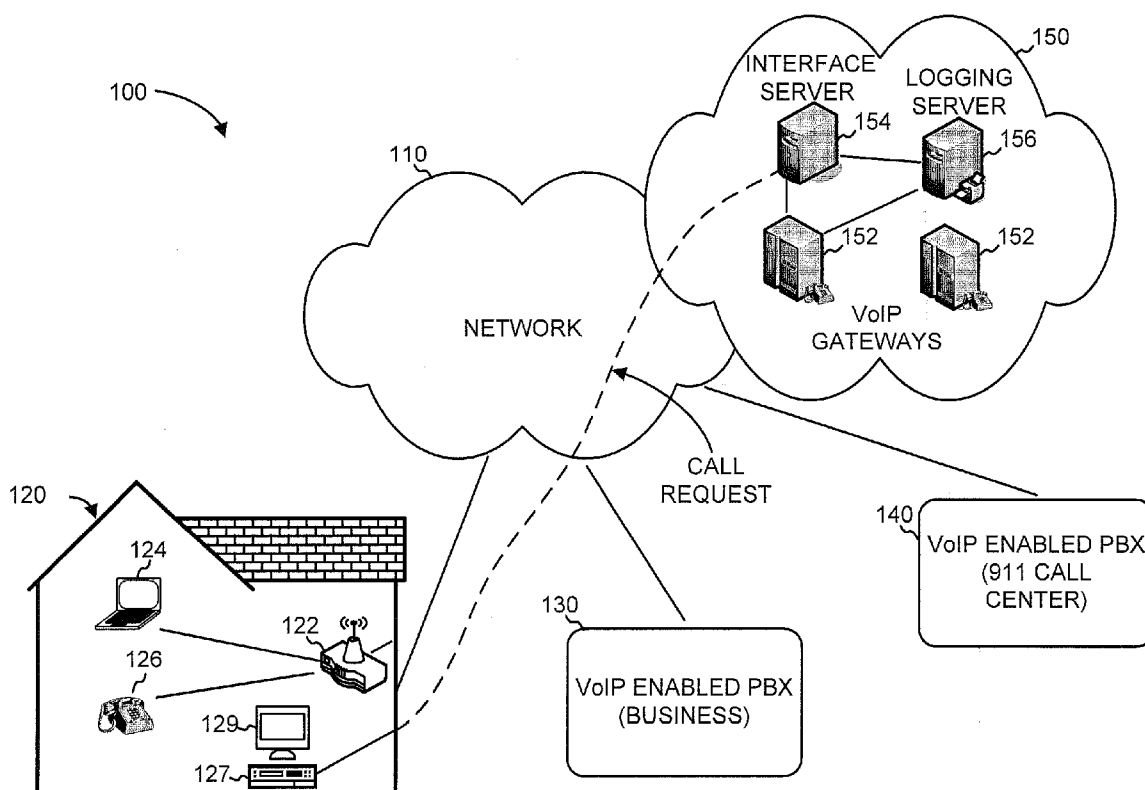 150
INTERFACE
SERVER
LOGGING
SERVER
100
154
156
110
152
152
NETWORK
VoIP
GATEWAYS
CALL
REQUEST
120
124
140
VoIP ENABLED PBX
(911 CALL
CENTER)
122
130
126
VoIP ENABLED PBX
(BUSINESS)
129
127